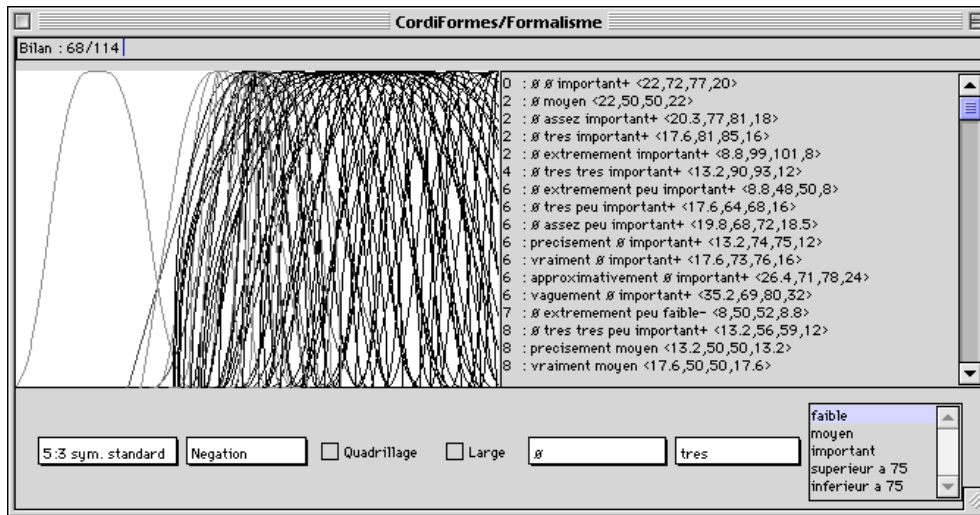 CordiFormes/Formalisme
Bilan : 68/114
0 : ø ø important+ <22,72,77,20>
2 : ø moyen <22,50,50,22>
2 : ø assez important+ <20.3,77,81,18>
2 : ø tres important+ <17.6,81,85,16>
2 : ø extremement important+ <8.8,99,101,8>
4 : ø tres tres important+ <13.2,90,93,12>
6 : ø extremement peu important+ <8.8,48,50,8>
6 : ø tres peu important+ <17.6,64,68,16>
6 : ø assez peu important+ <19.8,68,72,18.5>
6 : precisement ø important+ <13.2,74,75,12>
6 : vraiment ø important+ <17.6,73,76,16>
6 : approximativement ø important+ <26.4,71,78,24>
6 : vaguement ø important+ <35.2,69,80,32>
7 : ø extremement peu faible- <8,50,52,8.8>
8 : ø tres tres peu important+ <13.2,56,59,12>
8 : precisement moyen <13.2,50,50,13.2>
8 : vraiment moyen <17.6,50,50,17.6>
5:3 sym. standard
Negation
Quadrillage
Large
ø
tres
faible
moyen
important
superieur a 75
inferieur a 75